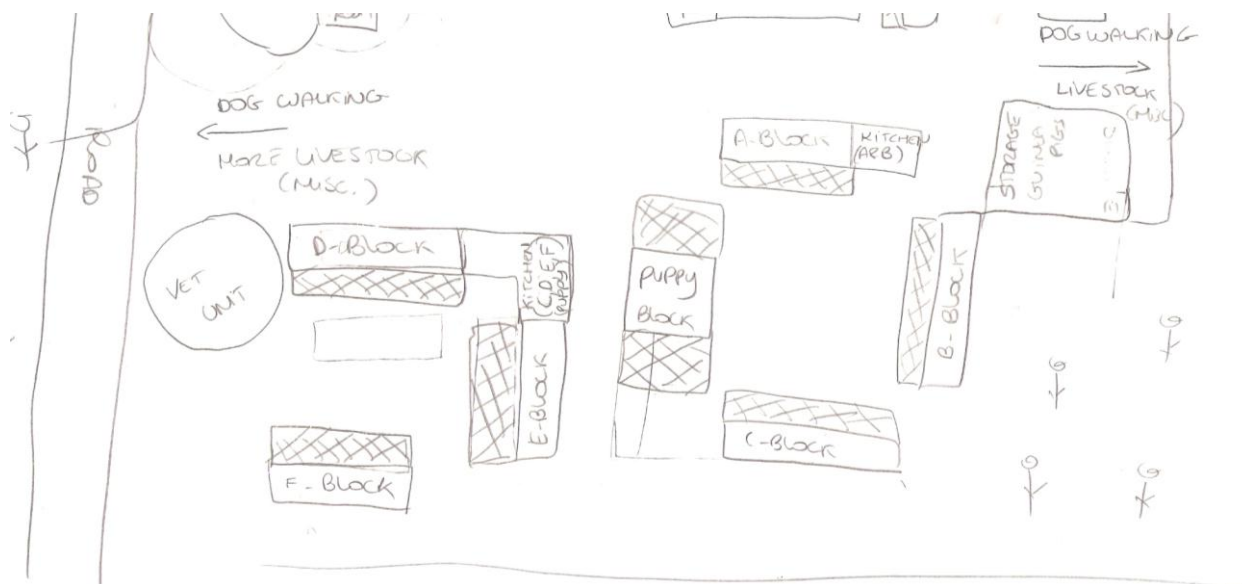 DOG WALKING
LIVESTOCK
(MISC)
ROAD
DOG WALKING
MORE LIVESTOCK
(MISC.)
A-BLOCK
KITCHEN
(A&B)
STORAGE
GUINEA
PIGS
VET
UNIT
D-BLOCK
KITCHEN
(C,D,E,F
PUPPY)
PUPPY
BLOCK
B-BLOCK
E-BLOCK
C-BLOCK
F-BLOCK